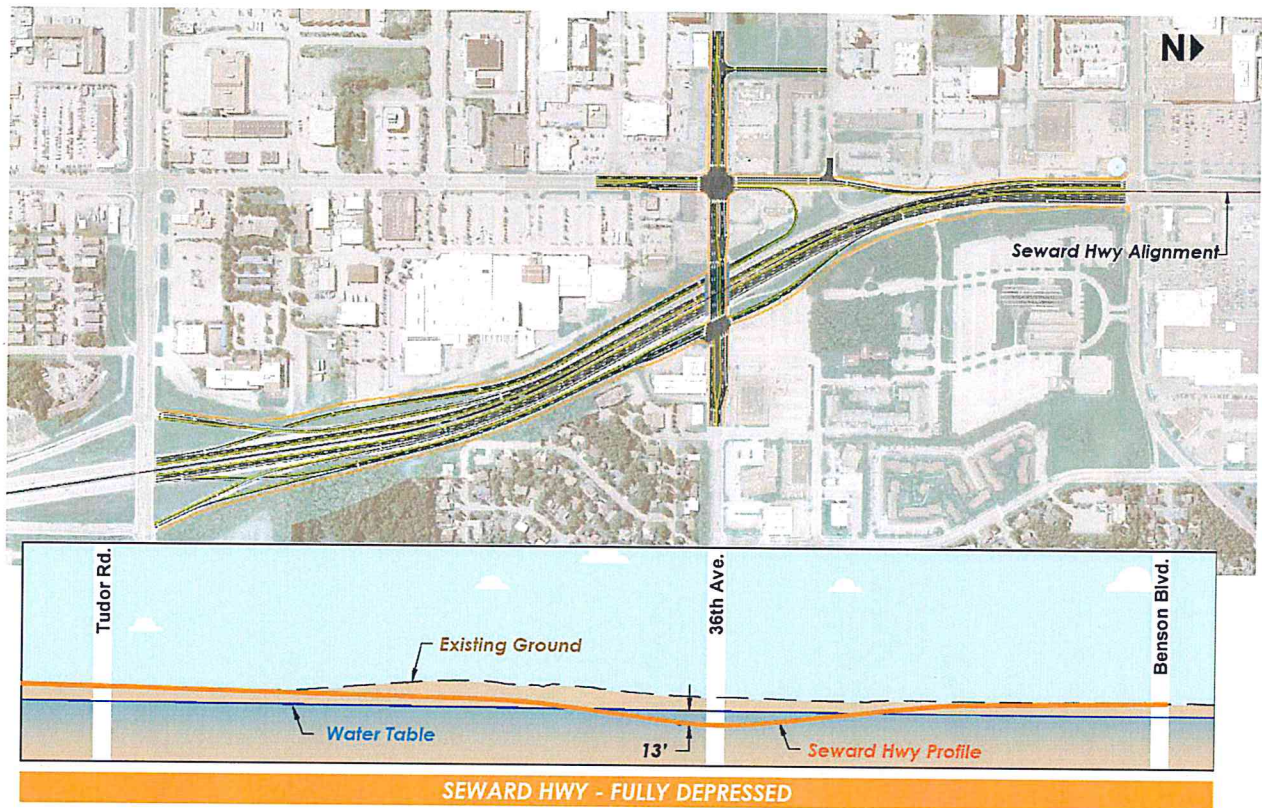 N
Seward Hwy Alignment
Tudor Rd.
36th Ave.
Benson Blvd.
Existing Ground
Water Table
13'
Seward Hwy Profile
SEWARD HWY - FULLY DEPRESSED